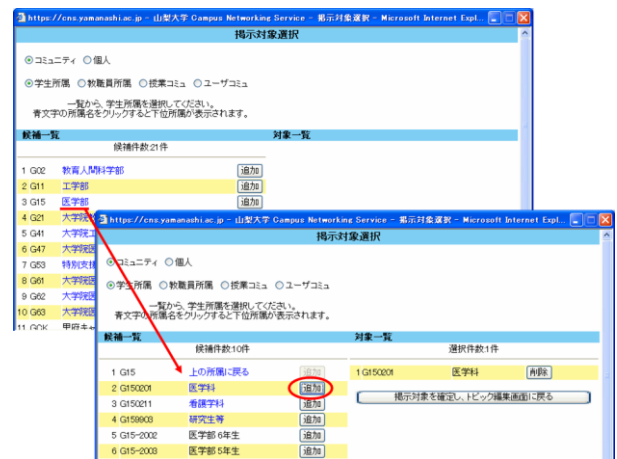 https://cns.yamanashi.ac.jp - 山梨大学 Campus Networking Service - 掲示対象選択 - Microsoft Internet Expl...
掲示対象選択
コミュニティ 個人
学生所属 教職員所属 授業コミュ ユーザコミュ
一覧から、学生所属を選択してください。
青文字の所属名をクリックすると下位所属が表示されます。
候補一覧 対象一覧
候補件数:21件
1 G02 教育人間科学部 追加
2 G11 工学部 追加
3 G15 医学部 追加
4 G21 大学院
5 G41 大学院工
6 G47 大学院医
7 G53 特別支援
8 G61 大学院医
9 G62 大学院医
10 G63 大学院医
11 GCK 甲府キャ
https://cns.yamanashi.ac.jp - 山梨大学 Campus Networking Service - 掲示対象選択 - Microsoft Internet Expl...
掲示対象選択
コミュニティ 個人
学生所属 教職員所属 授業コミュ ユーザコミュ
一覧から、学生所属を選択してください。
青文字の所属名をクリックすると下位所属が表示されます。
候補一覧 対象一覧
候補件数:10件 選択件数:1件
1 G15 上の所属に戻る 追加 1 G150201 医学科 削除
2 G150201 医学科 追加
3 G150211 看護学科 追加 掲示対象を確定し、トピック編集画面に戻る
4 G159903 研究生等 追加
5 G15-2002 医学部 6年生 追加
6 G15-2003 医学部 5年生 追加